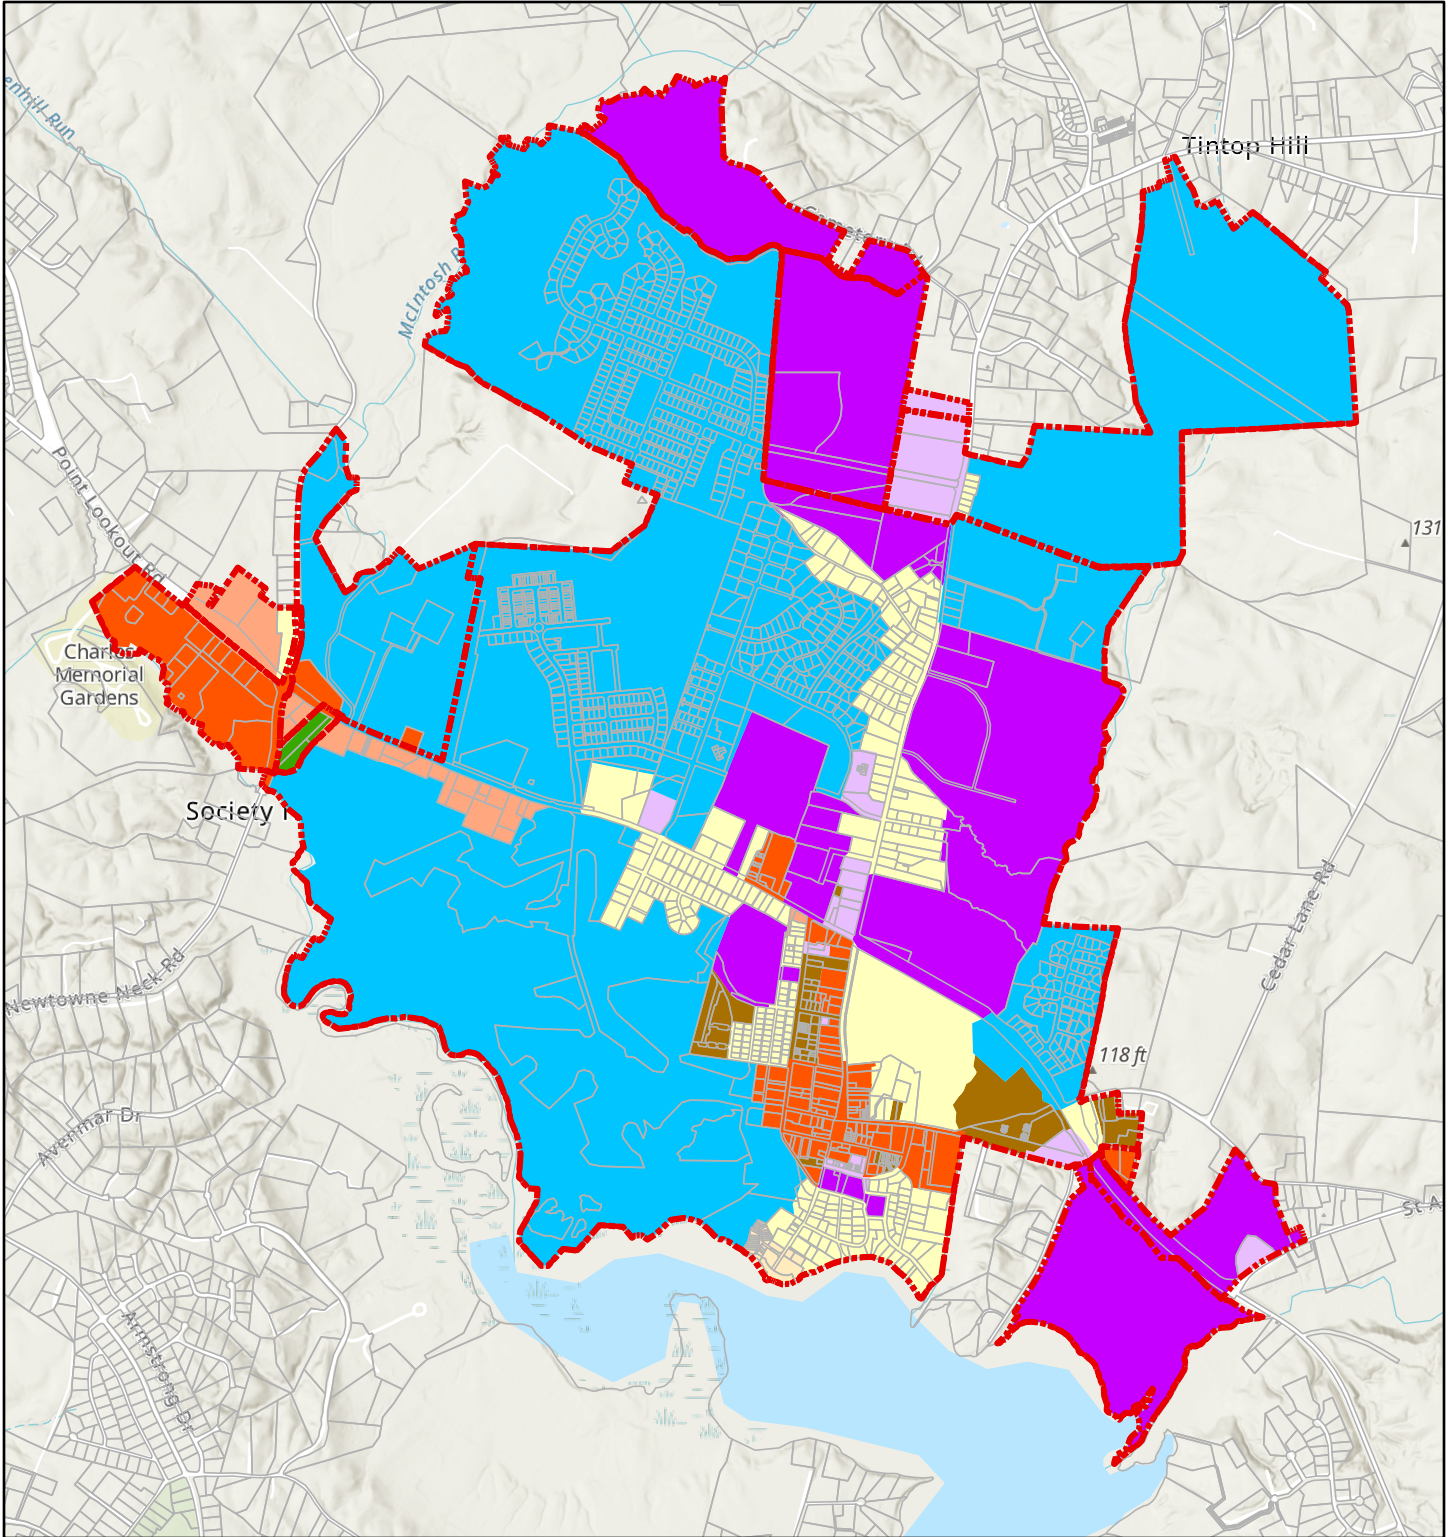 Tintop Hill
McIntosh
Point Lookout Rd
131
Memorial
Gardens
Society
Newtowne Neck Rd
Cedar Lane Rd
118 ft
Avenmar Dr
Armstrong Dr
St A